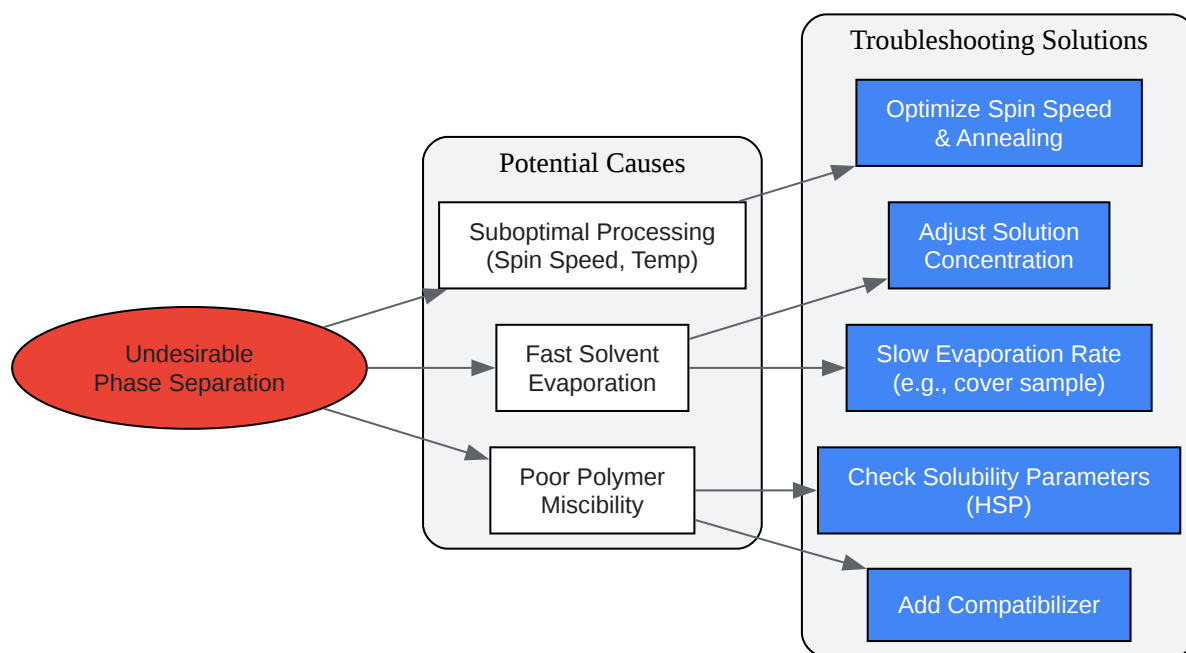 Undesirable
Phase Separation
Potential Causes
Suboptimal Processing
(Spin Speed, Temp)
Fast Solvent
Evaporation
Poor Polymer
Miscibility
Troubleshooting Solutions
Optimize Spin Speed
& Annealing
Adjust Solution
Concentration
Slow Evaporation Rate
(e.g., cover sample)
Check Solubility Parameters
(HSP)
Add Compatibilizer